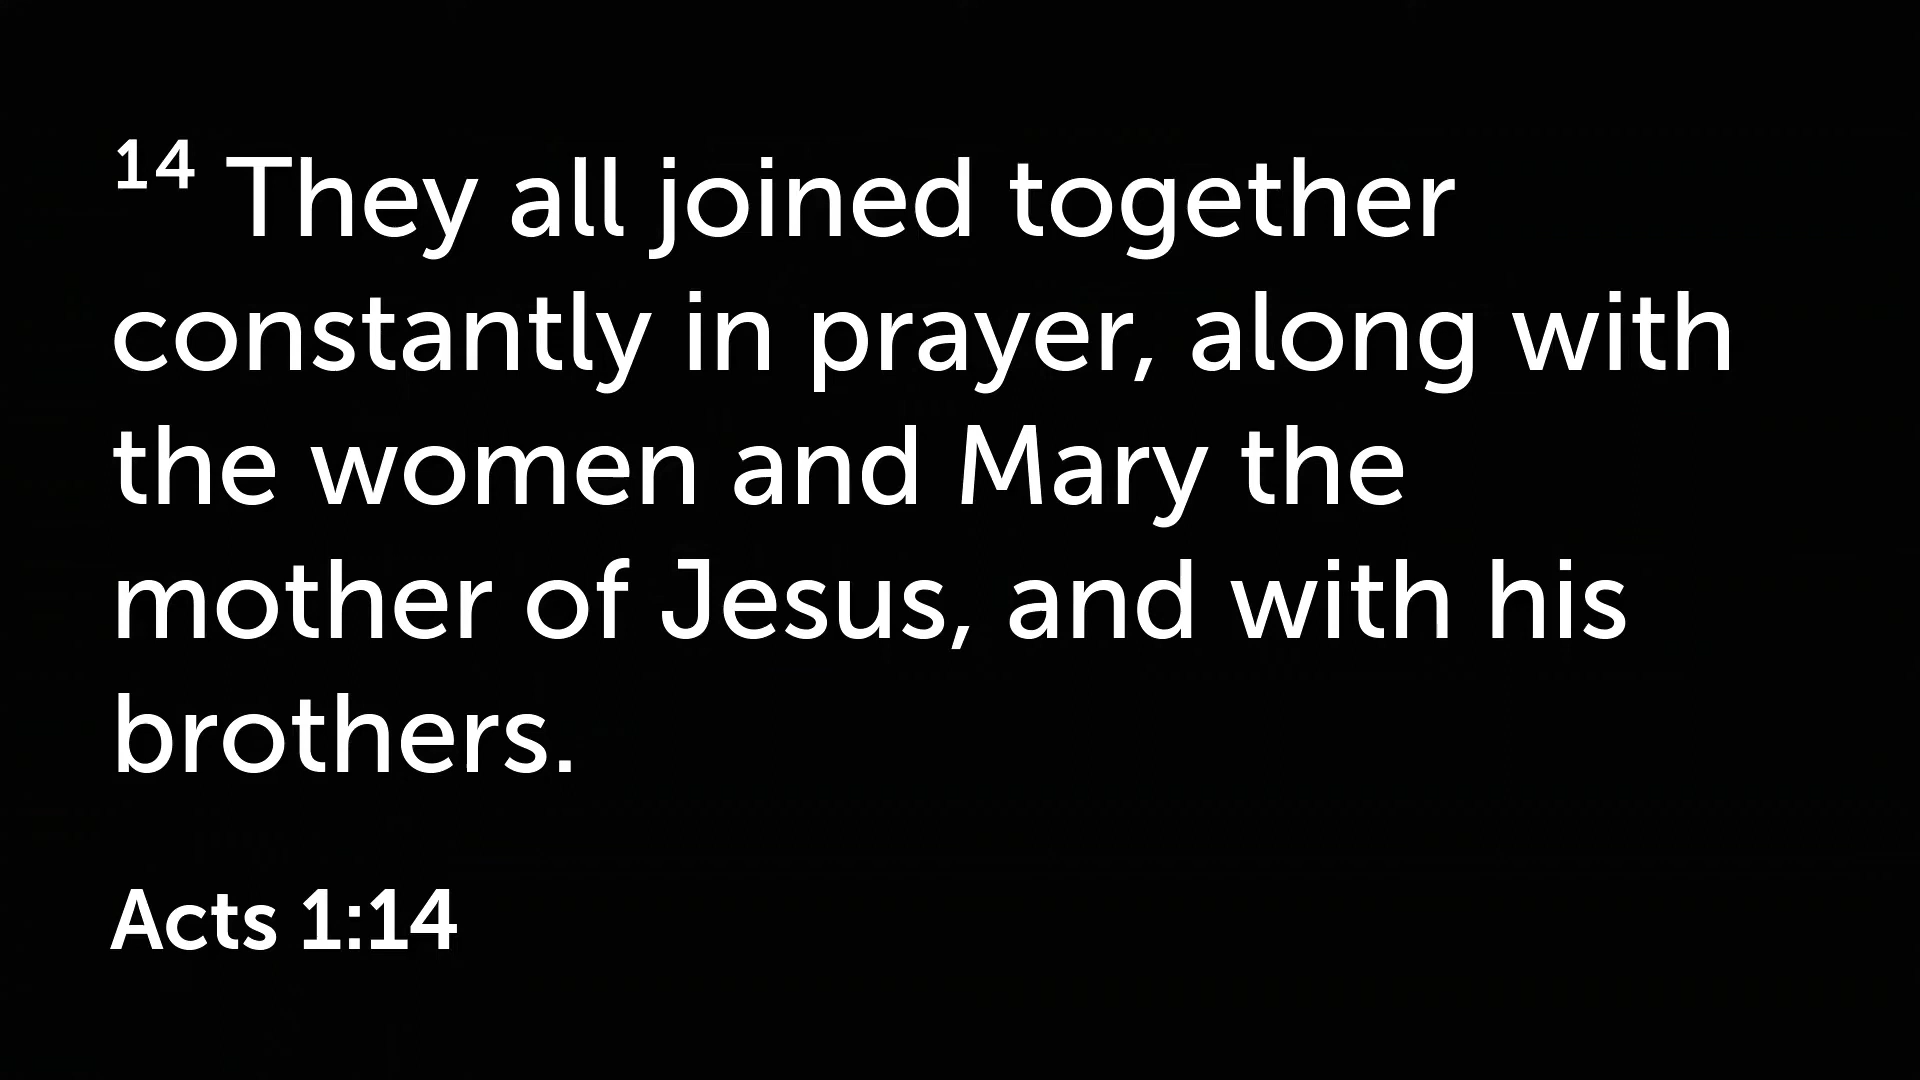 14 They all joined together
constantly in prayer, along with
the women and Mary the
mother of Jesus, and with his
brothers.
Acts 1:14